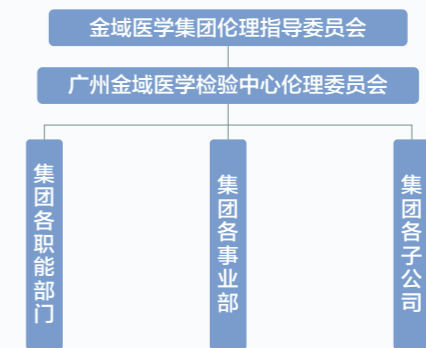 金域医学集团伦理指导委员会
广州金域医学检验中心伦理委员会
集团各职能部门
集团各事业部
集团各子公司